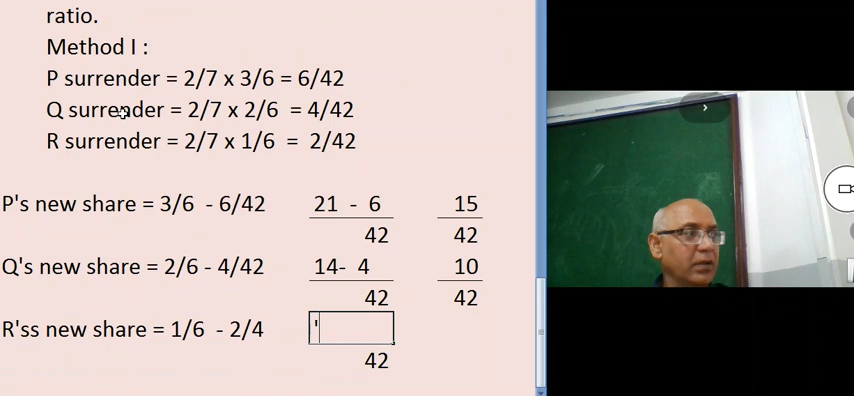 ratio.
Method I :
P surrender = 2/7 x 3/6 = 6/42
Q surrender = 2/7 x 2/6 = 4/42
R surrender = 2/7 x 1/6 = 2/42
P's new share = 3/6 - 6/42 21 - 6 15
42 42
Q's new share = 2/6 - 4/42 14- 4 10
42 42
R'ss new share = 1/6 - 2/4 '
42